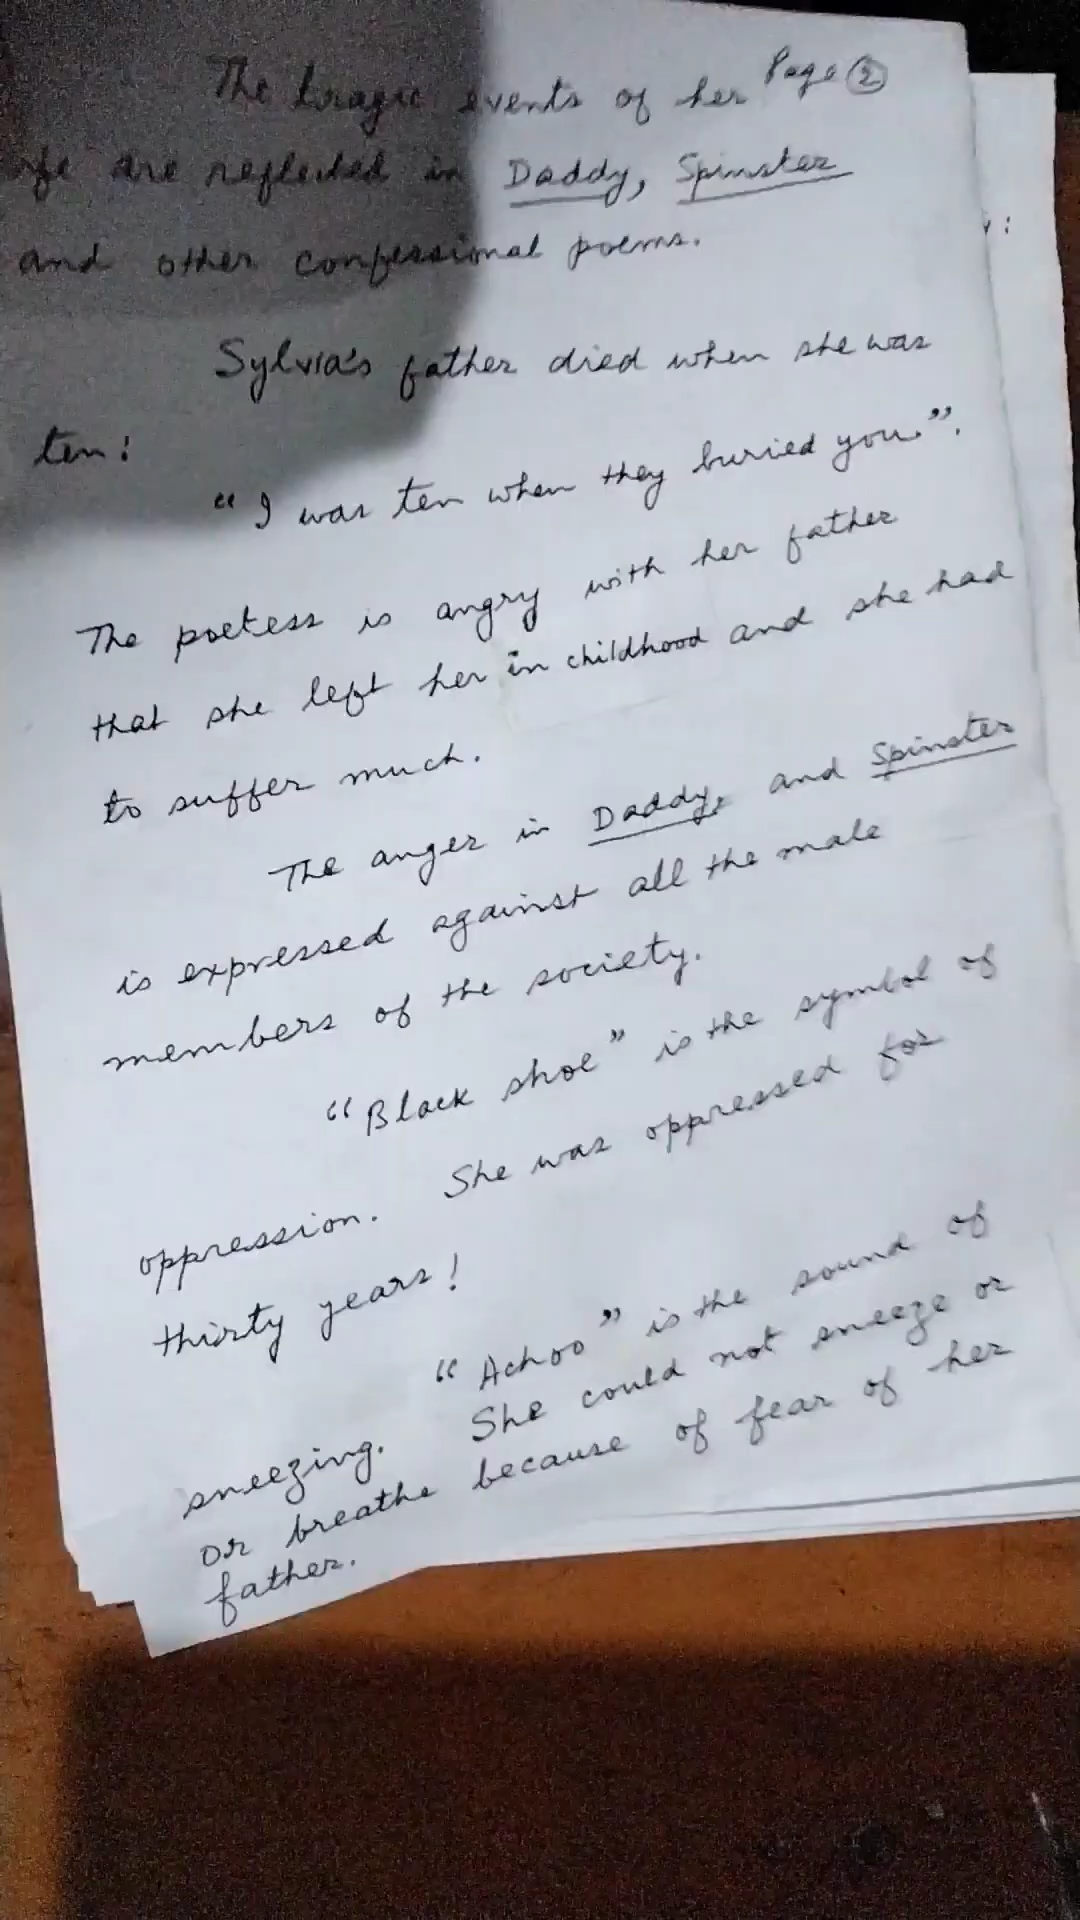 Page 2
The tragic events of her
life are reflected in Daddy, Spinster
and other confessional poems.
Sylvia's father died when she was
ten:
"I was ten when they buried you.".
The poetess is angry with her father
that she left her in childhood and she had
to suffer much.
The anger in Daddy, and Spinster
is expressed against all the male
members of the society.
"Black shoe" is the symbol of
oppression. She was oppressed for
thirty years!
"Achoo" is the sound of
sneezing. She could not sneeze or
or breathe because of fear of her
father.